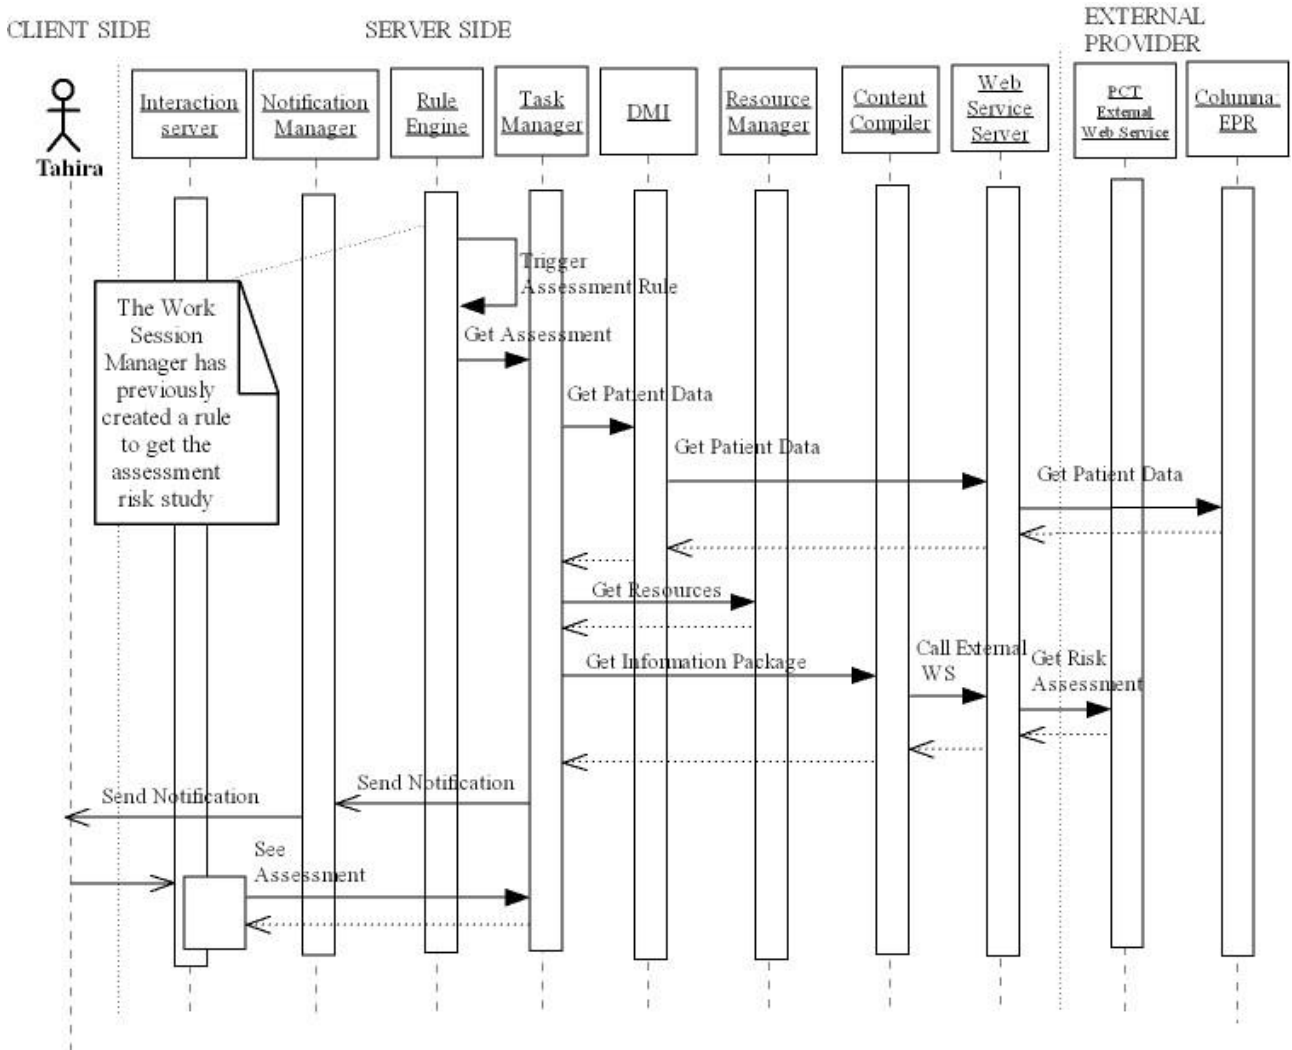 CLIENT SIDE
SERVER SIDE
EXTERNAL
PROVIDER
Tahira
Interaction
server
Notification
Manager
Rule
Engine
Task
Manager
DMI
Resource
Manager
Content
Compiler
Web
Service
Server
PCT
External
Web Service
Columna:
EPR
The Work
Session
Manager has
previously
created a rule
to get the
assessment
risk study
Trigger
Assessment Rule
Get Assessment
Get Patient Data
Get Patient Data
Get Patient Data
Get Resources
Get Information Package
Call External
WS
Get Risk
Assessment
Send Notification
Send Notification
See
Assessment